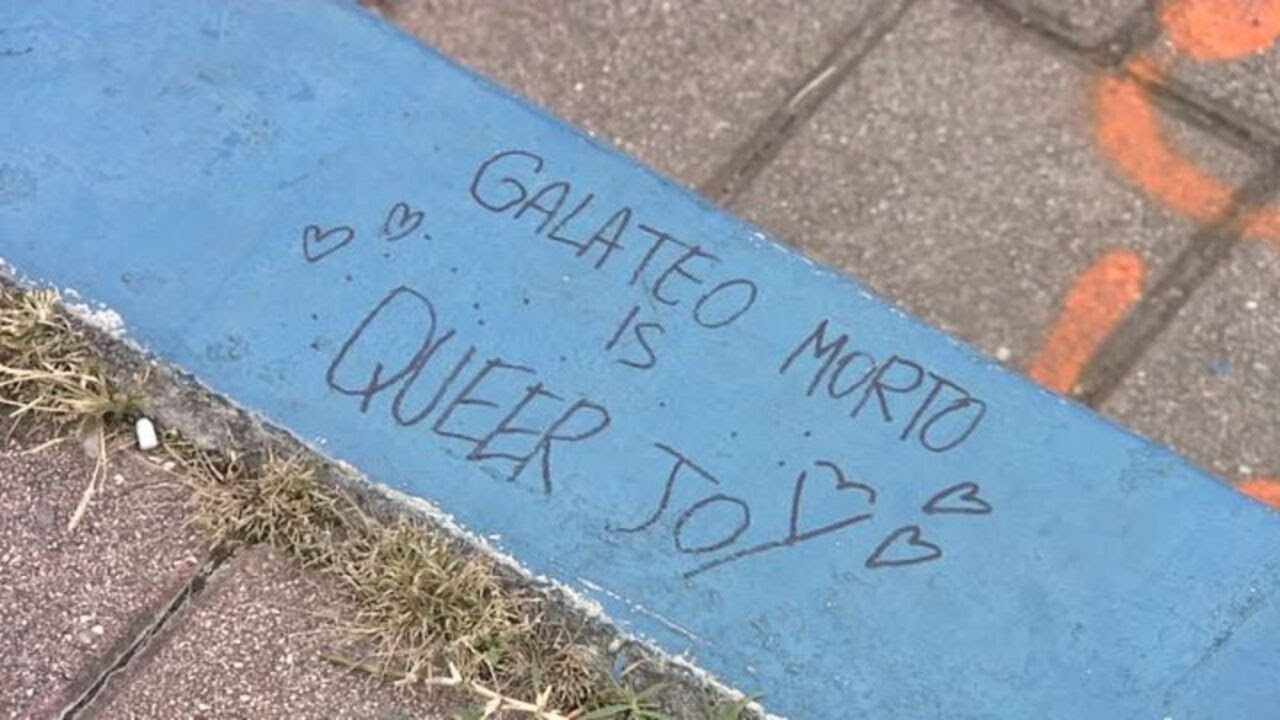 GALATEO MORTO
IS
QUEER JOY